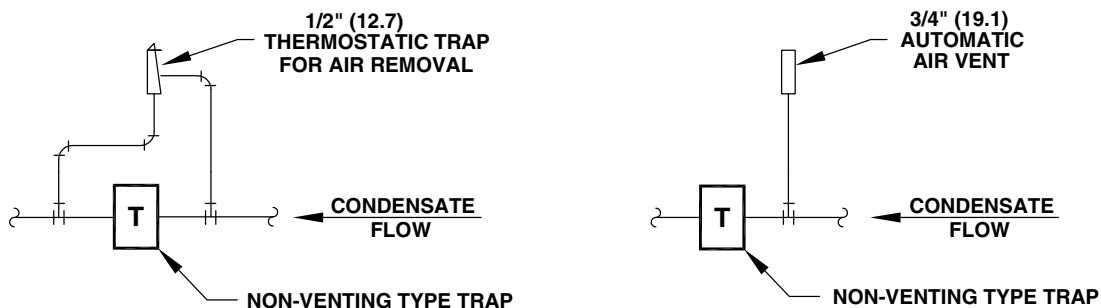 1/2" (12.7)
THERMOSTATIC TRAP
FOR AIR REMOVAL
T
CONDENSATE
FLOW
NON-VENTING TYPE TRAP
3/4" (19.1)
AUTOMATIC
AIR VENT
T
CONDENSATE
FLOW
NON-VENTING TYPE TRAP